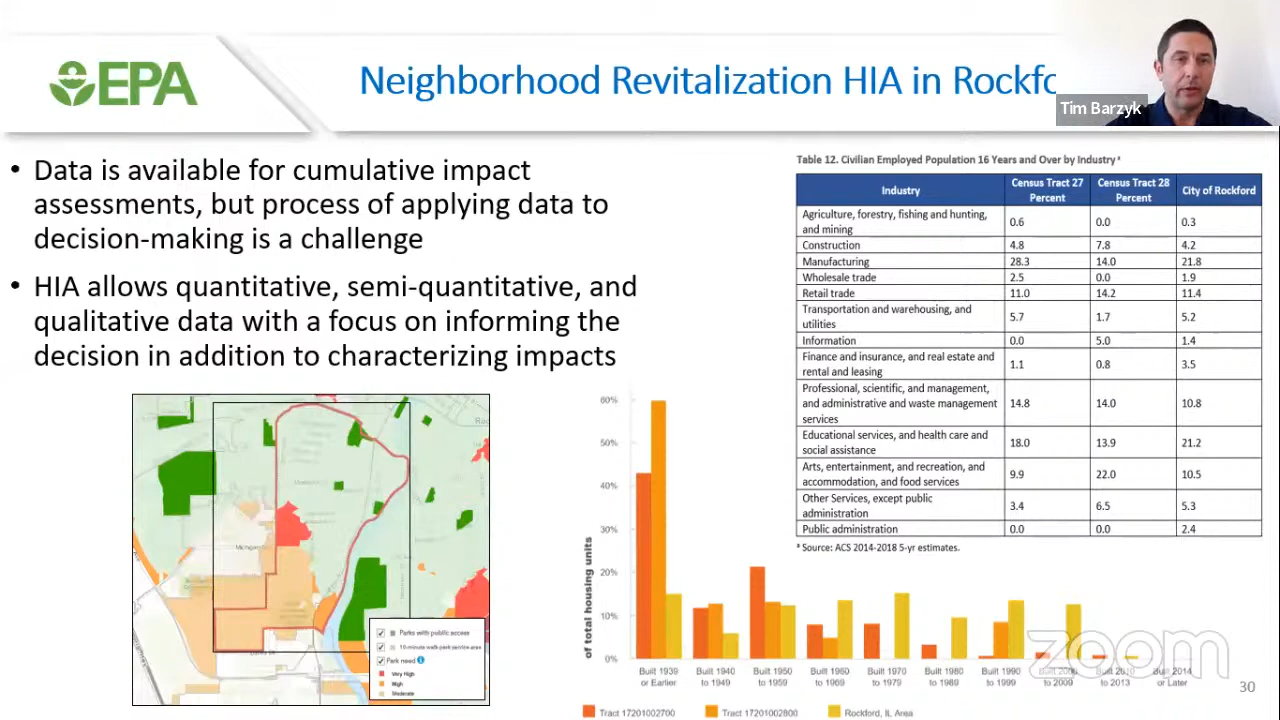 EPA
Neighborhood Revitalization HIA in Rockfo
Tim Barzyk
• Data is available for cumulative impact
assessments, but process of applying data to
decision-making is a challenge
• HIA allows quantitative, semi-quantitative, and
qualitative data with a focus on informing the
decision in addition to characterizing impacts
Table 12. Civilian Employed Population 16 Years and Over by Industry ª
Industry Census Tract 27 Percent Census Tract 28 Percent City of Rockford
Agriculture, forestry, fishing and hunting, and mining 0.6 0.0 0.3
Construction 4.8 7.8 4.2
Manufacturing 28.3 14.0 21.8
Wholesale trade 2.5 0.0 1.9
Retail trade 11.0 14.2 11.4
Transportation and warehousing, and utilities 5.7 1.7 5.2
Information 0.0 5.0 1.4
Finance and insurance, and real estate and rental and leasing 1.1 0.8 3.5
Professional, scientific, and management, and administrative and waste management services 14.8 14.0 10.8
Educational services, and health care and social assistance 18.0 13.9 21.2
Arts, entertainment, and recreation, and accommodation, and food services 9.9 22.0 10.5
Other Services, except public administration 3.4 6.5 5.3
Public administration 0.0 0.0 2.4
ª Source: ACS 2014-2018 5-yr estimates.
Parks with public access
10-minute walk park service area
Park need
Very High
High
Moderate
of total housing units
60%
50%
40%
30%
20%
10%
0%
Built 1939 or Earlier
Built 1940 to 1949
Built 1950 to 1959
Built 1960 to 1969
Built 1970 to 1979
Built 1980 to 1989
Built 1990 to 1999
Built 2000 to 2009
Built 2010 to 2013
Built 2014 or Later
Tract 17201002700
Tract 17201002800
Rockford, IL Area
zoom
30